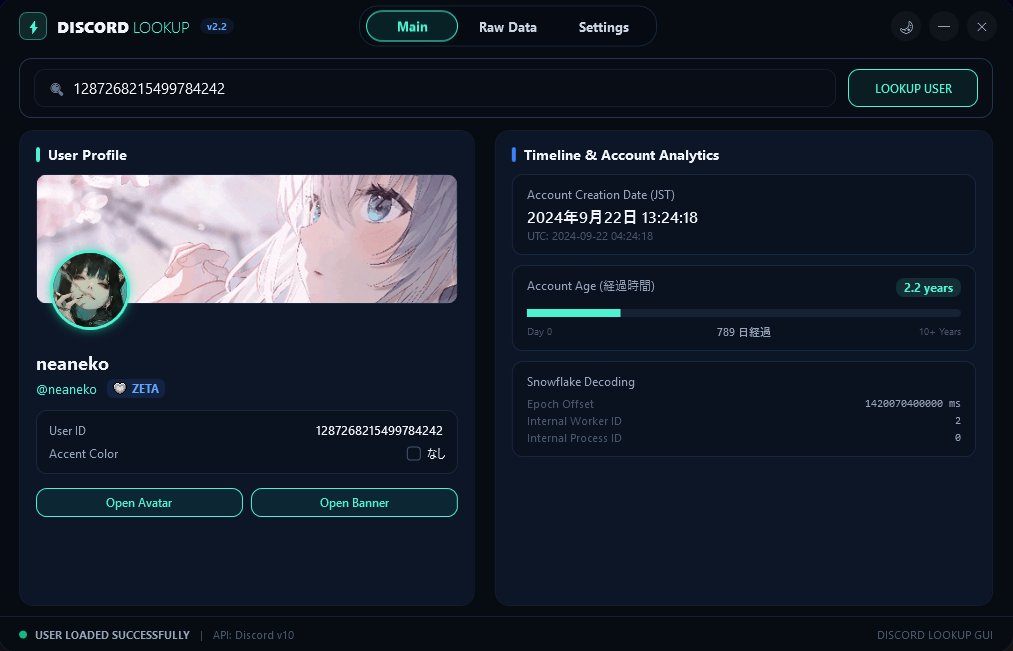 DISCORD LOOKUP v2.2
Main Raw Data Settings
1287268215499784242
LOOKUP USER
User Profile
neaneko
@neaneko ZETA
User ID 1287268215499784242
Accent Color なし
Open Avatar Open Banner
Timeline & Account Analytics
Account Creation Date (JST)
2024年9月22日 13:24:18
UTC: 2024-09-22 04:24:18
Account Age (経過時間) 2.2 years
Day 0 789 日経過 10+ Years
Snowflake Decoding
Epoch Offset 1420070400000 ms
Internal Worker ID 2
Internal Process ID 0
USER LOADED SUCCESSFULLY | API: Discord v10
DISCORD LOOKUP GUI